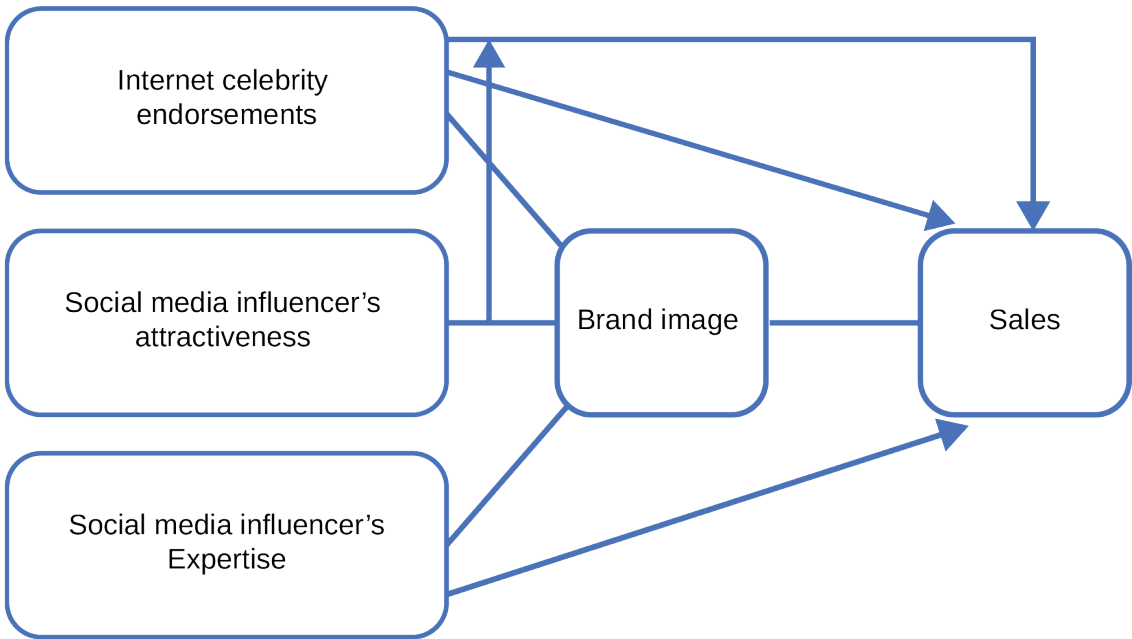 Internet celebrity
endorsements
Social media influencer’s
attractiveness
Brand image
Sales
Social media influencer’s
Expertise